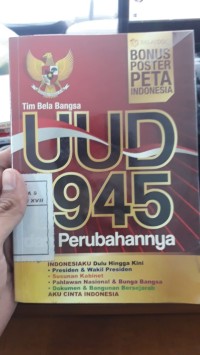 BONUS
POSTER
PETA
INDONESIA
Tim Bela Bangsa
UUD
945
Perubahannya
INDONESIAKU Dulu Hingga Kini
• Presiden & Wakil Presiden
• Susunan Kabinet
• Pahlawan Nasional & Bunga Bangsa
• Dokumen & Bangunan Bersejarah
AKU CINTA INDONESIA